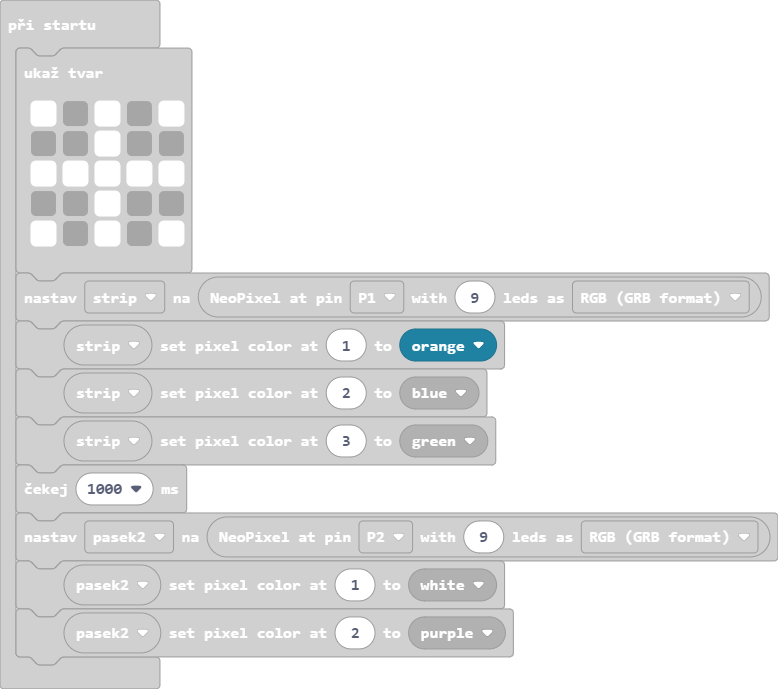 při startu
ukaž tvar
nastav strip na NeoPixel at pin P1 with 9 leds as RGB (GRB format)
strip set pixel color at 1 to orange
strip set pixel color at 2 to blue
strip set pixel color at 3 to green
čekej 1000 ms
nastav pasek2 na NeoPixel at pin P2 with 9 leds as RGB (GRB format)
pasek2 set pixel color at 1 to white
pasek2 set pixel color at 2 to purple